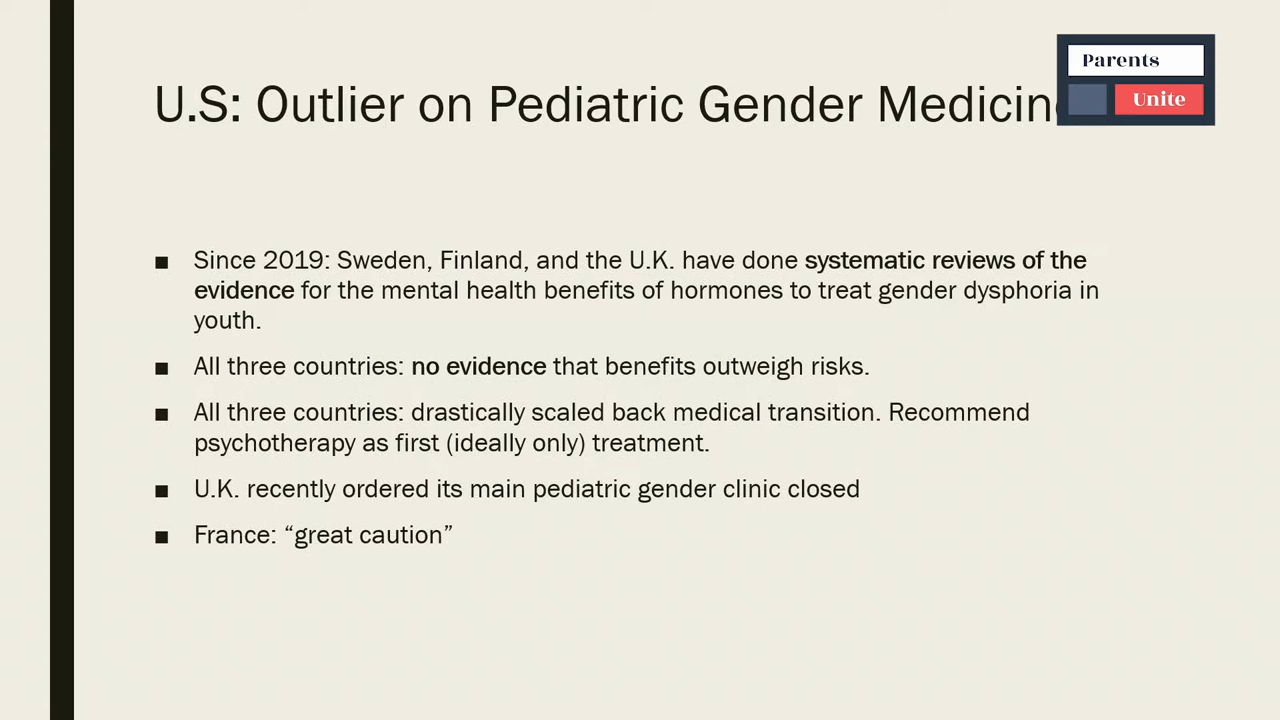 Parents
Unite
U.S: Outlier on Pediatric Gender Medicin
■ Since 2019: Sweden, Finland, and the U.K. have done systematic reviews of the
evidence for the mental health benefits of hormones to treat gender dysphoria in
youth.
■ All three countries: no evidence that benefits outweigh risks.
■ All three countries: drastically scaled back medical transition. Recommend
psychotherapy as first (ideally only) treatment.
■ U.K. recently ordered its main pediatric gender clinic closed
■ France: “great caution”